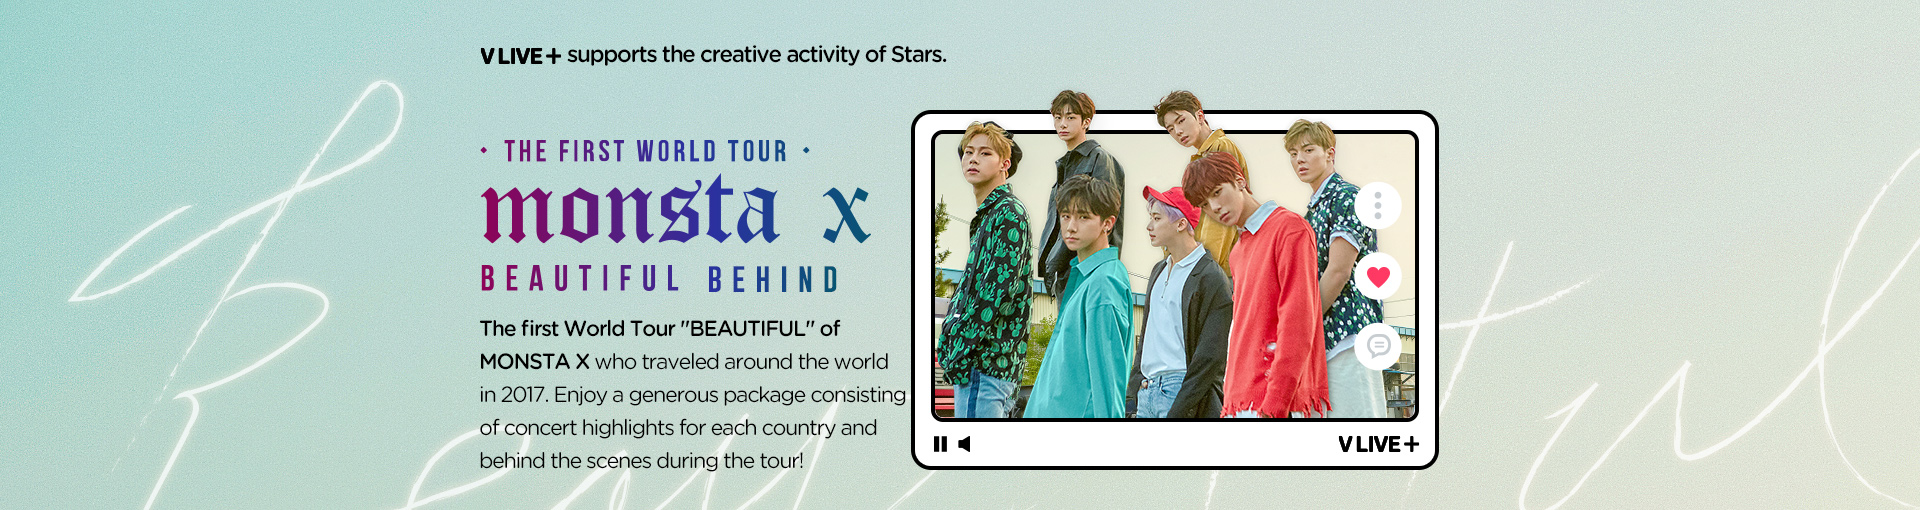 V LIVE+ supports the creative activity of Stars.
· THE FIRST WORLD TOUR ·
monsta x
BEAUTIFUL BEHIND
The first World Tour "BEAUTIFUL" of
MONSTA X who traveled around the world
in 2017. Enjoy a generous package consisting
of concert highlights for each country and
behind the scenes during the tour!
V LIVE+
Beautiful